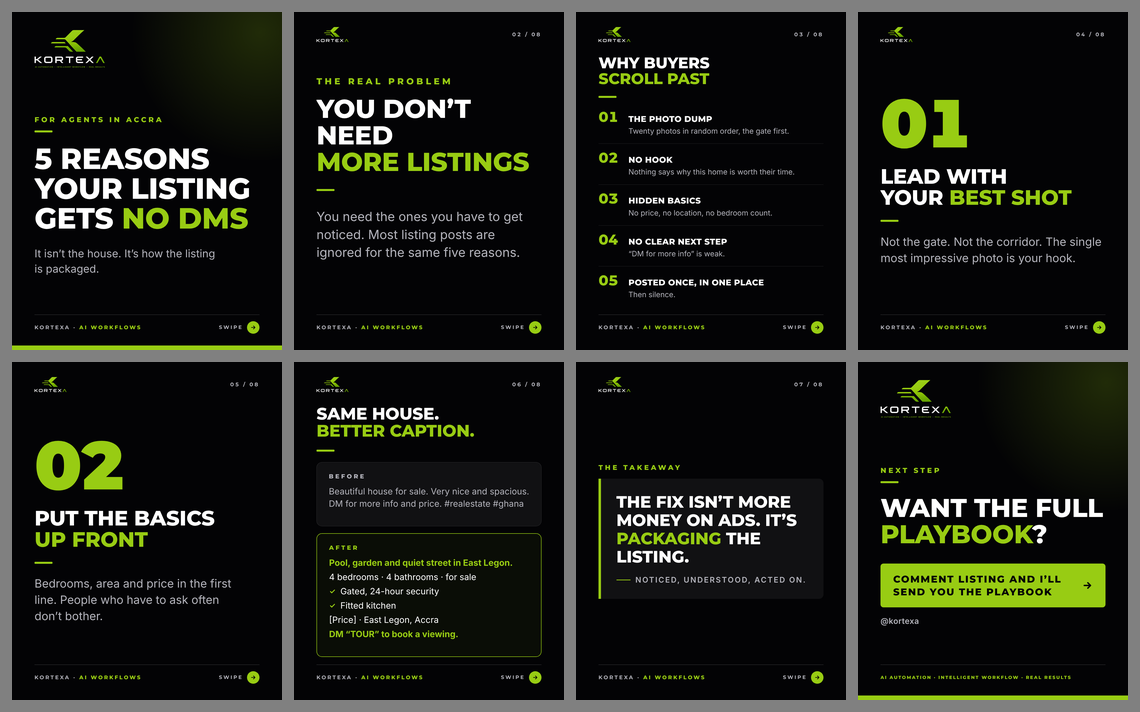 KORTEXA
FOR AGENTS IN ACCRA
5 REASONS
YOUR LISTING
GETS NO DMS
It isn’t the house. It’s how the listing
is packaged.
KORTEXA · AI WORKFLOWS
SWIPE
KORTEXA
02 / 08
THE REAL PROBLEM
YOU DON’T
NEED
MORE LISTINGS
You need the ones you have to get
noticed. Most listing posts are
ignored for the same five reasons.
KORTEXA · AI WORKFLOWS
SWIPE
KORTEXA
03 / 08
WHY BUYERS
SCROLL PAST
01 THE PHOTO DUMP
Twenty photos in random order, the gate first.
02 NO HOOK
Nothing says why this home is worth their time.
03 HIDDEN BASICS
No price, no location, no bedroom count.
04 NO CLEAR NEXT STEP
“DM for more info” is weak.
05 POSTED ONCE, IN ONE PLACE
Then silence.
KORTEXA · AI WORKFLOWS
SWIPE
KORTEXA
04 / 08
01
LEAD WITH
YOUR BEST SHOT
Not the gate. Not the corridor. The single
most impressive photo is your hook.
KORTEXA · AI WORKFLOWS
SWIPE
KORTEXA
05 / 08
02
PUT THE BASICS
UP FRONT
Bedrooms, area and price in the first
line. People who have to ask often
don’t bother.
KORTEXA · AI WORKFLOWS
SWIPE
KORTEXA
06 / 08
SAME HOUSE.
BETTER CAPTION.
BEFORE
Beautiful house for sale. Very nice and spacious.
DM for more info and price. #realestate #ghana
AFTER
Pool, garden and quiet street in East Legon.
4 bedrooms · 4 bathrooms · for sale
✓ Gated, 24-hour security
✓ Fitted kitchen
[Price] · East Legon, Accra
DM “TOUR” to book a viewing.
KORTEXA · AI WORKFLOWS
SWIPE
KORTEXA
07 / 08
THE TAKEAWAY
THE FIX ISN’T MORE
MONEY ON ADS. IT’S
PACKAGING THE
LISTING.
NOTICED, UNDERSTOOD, ACTED ON.
KORTEXA · AI WORKFLOWS
SWIPE
KORTEXA
NEXT STEP
WANT THE FULL
PLAYBOOK?
COMMENT LISTING AND I’LL
SEND YOU THE PLAYBOOK
@kortexa
AI AUTOMATION · INTELLIGENT WORKFLOW · REAL RESULTS